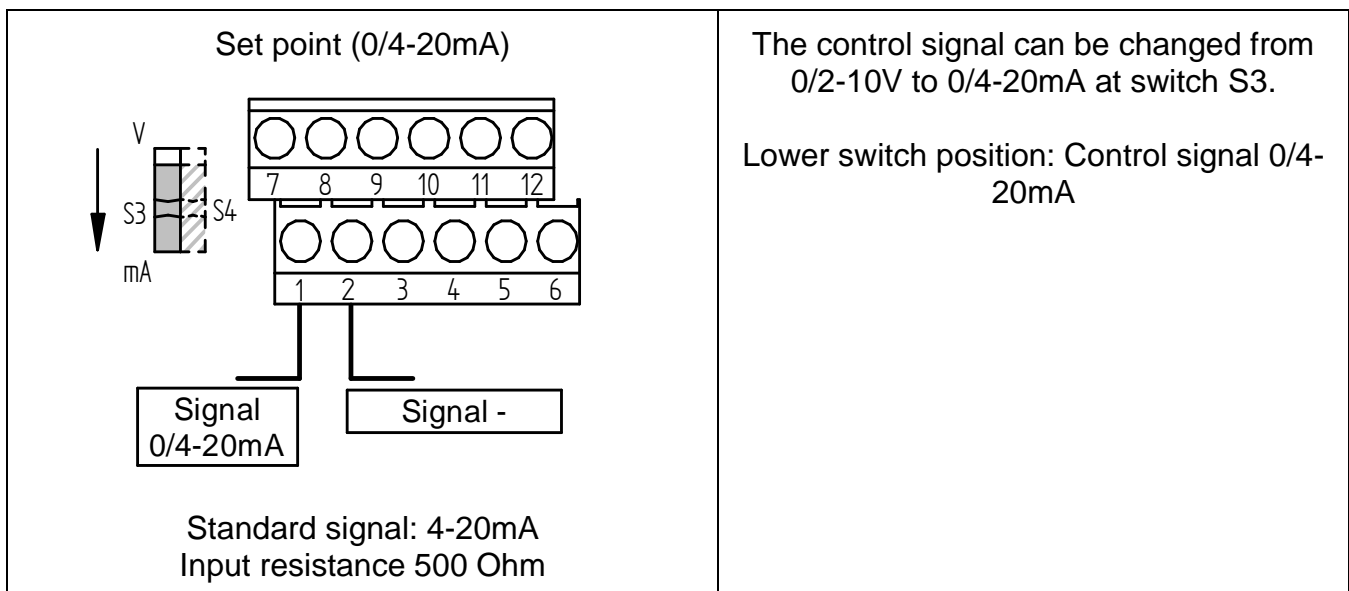 Set point (0/4-20mA)
V
S3
S4
mA
7 8 9 10 11 12
1 2 3 4 5 6
Signal
0/4-20mA
Signal -
Standard signal: 4-20mA
Input resistance 500 Ohm
The control signal can be changed from
0/2-10V to 0/4-20mA at switch S3.
Lower switch position: Control signal 0/4-
20mA